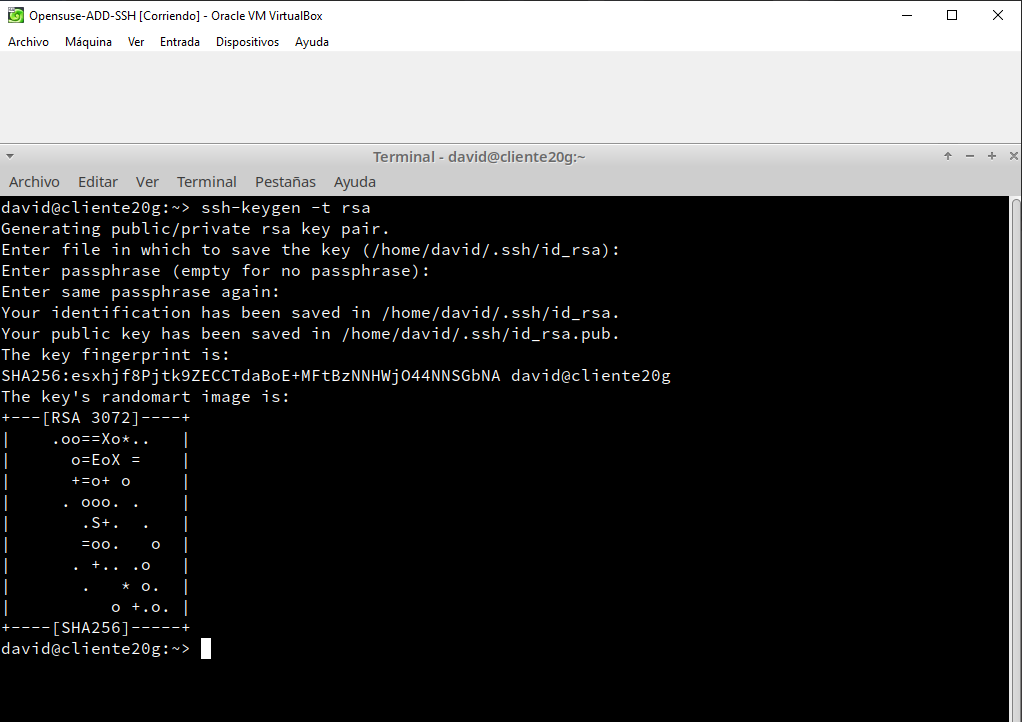 Opensuse-ADD-SSH [Corriendo] - Oracle VM VirtualBox
Archivo Máquina Ver Entrada Dispositivos Ayuda
Terminal - david@cliente20g:~
Archivo Editar Ver Terminal Pestañas Ayuda
david@cliente20g:~> ssh-keygen -t rsa
Generating public/private rsa key pair.
Enter file in which to save the key (/home/david/.ssh/id_rsa):
Enter passphrase (empty for no passphrase):
Enter same passphrase again:
Your identification has been saved in /home/david/.ssh/id_rsa.
Your public key has been saved in /home/david/.ssh/id_rsa.pub.
The key fingerprint is:
SHA256:esxhjf8Pjtk9ZECCTdaBoE+MFtBzNNHWjO44NNSGbNA david@cliente20g
The key's randomart image is:
+---[RSA 3072]----+
|    .oo==Xo*..   |
|      o=EoX =    |
|      +=o+ o     |
|     . ooo. .    |
|       .S+.  .   |
|       =oo.   o  |
|      . +.. .o   |
|       .   * o.  |
|          o +.o. |
+----[SHA256]-----+
david@cliente20g:~>